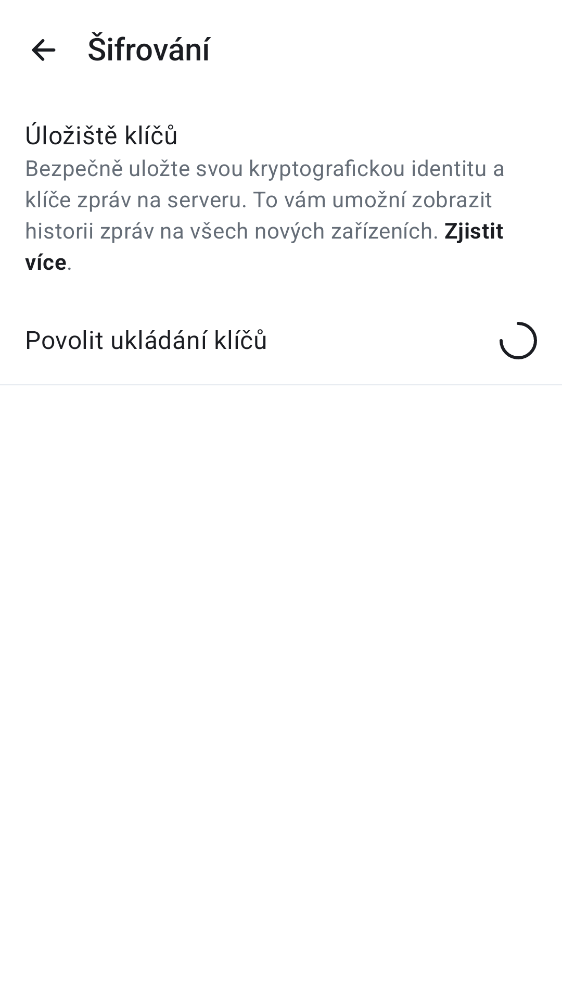 Šifrování
Úložiště klíčů
Bezpečně uložte svou kryptografickou identitu a
klíče zpráv na serveru. To vám umožní zobrazit
historii zpráv na všech nových zařízeních. Zjistit
více.
Povolit ukládání klíčů